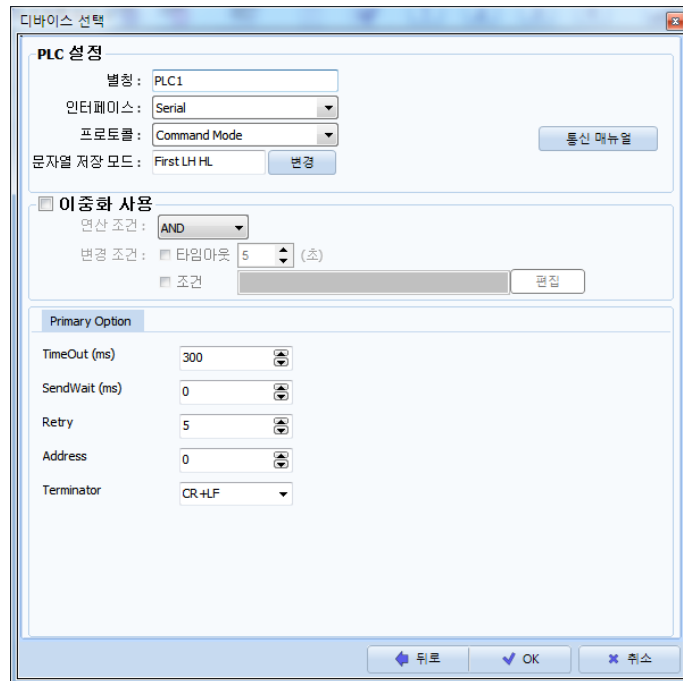 디바이스 선택
PLC 설정
별칭 : PLC1
인터페이스 : Serial
프로토콜 : Command Mode
통신 매뉴얼
문자열 저장 모드 : First LH HL 변경
이중화 사용
연산 조건 : AND
변경 조건 : 타임아웃 5 (초)
조건 편집
Primary Option
TimeOut (ms) 300
SendWait (ms) 0
Retry 5
Address 0
Terminator CR+LF
뒤로 OK 취소